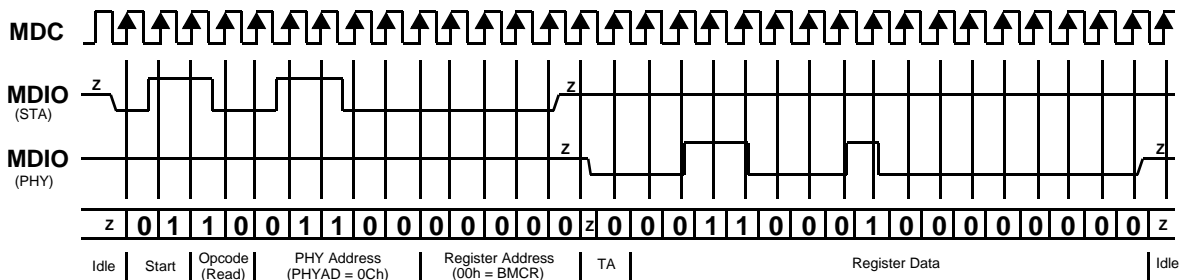 MDC
z z
MDIO
(STA)
MDIO
(PHY)
z z
z 0 1 1 0 0 1 1 0 0 0 0 0 0 0 z 0 0 0 1 1 0 0 0 1 0 0 0 0 0 0 0 0 z
Idle Start Opcode (Read) PHY Address (PHYAD = 0Ch) Register Address (00h = BMCR) TA Register Data Idle